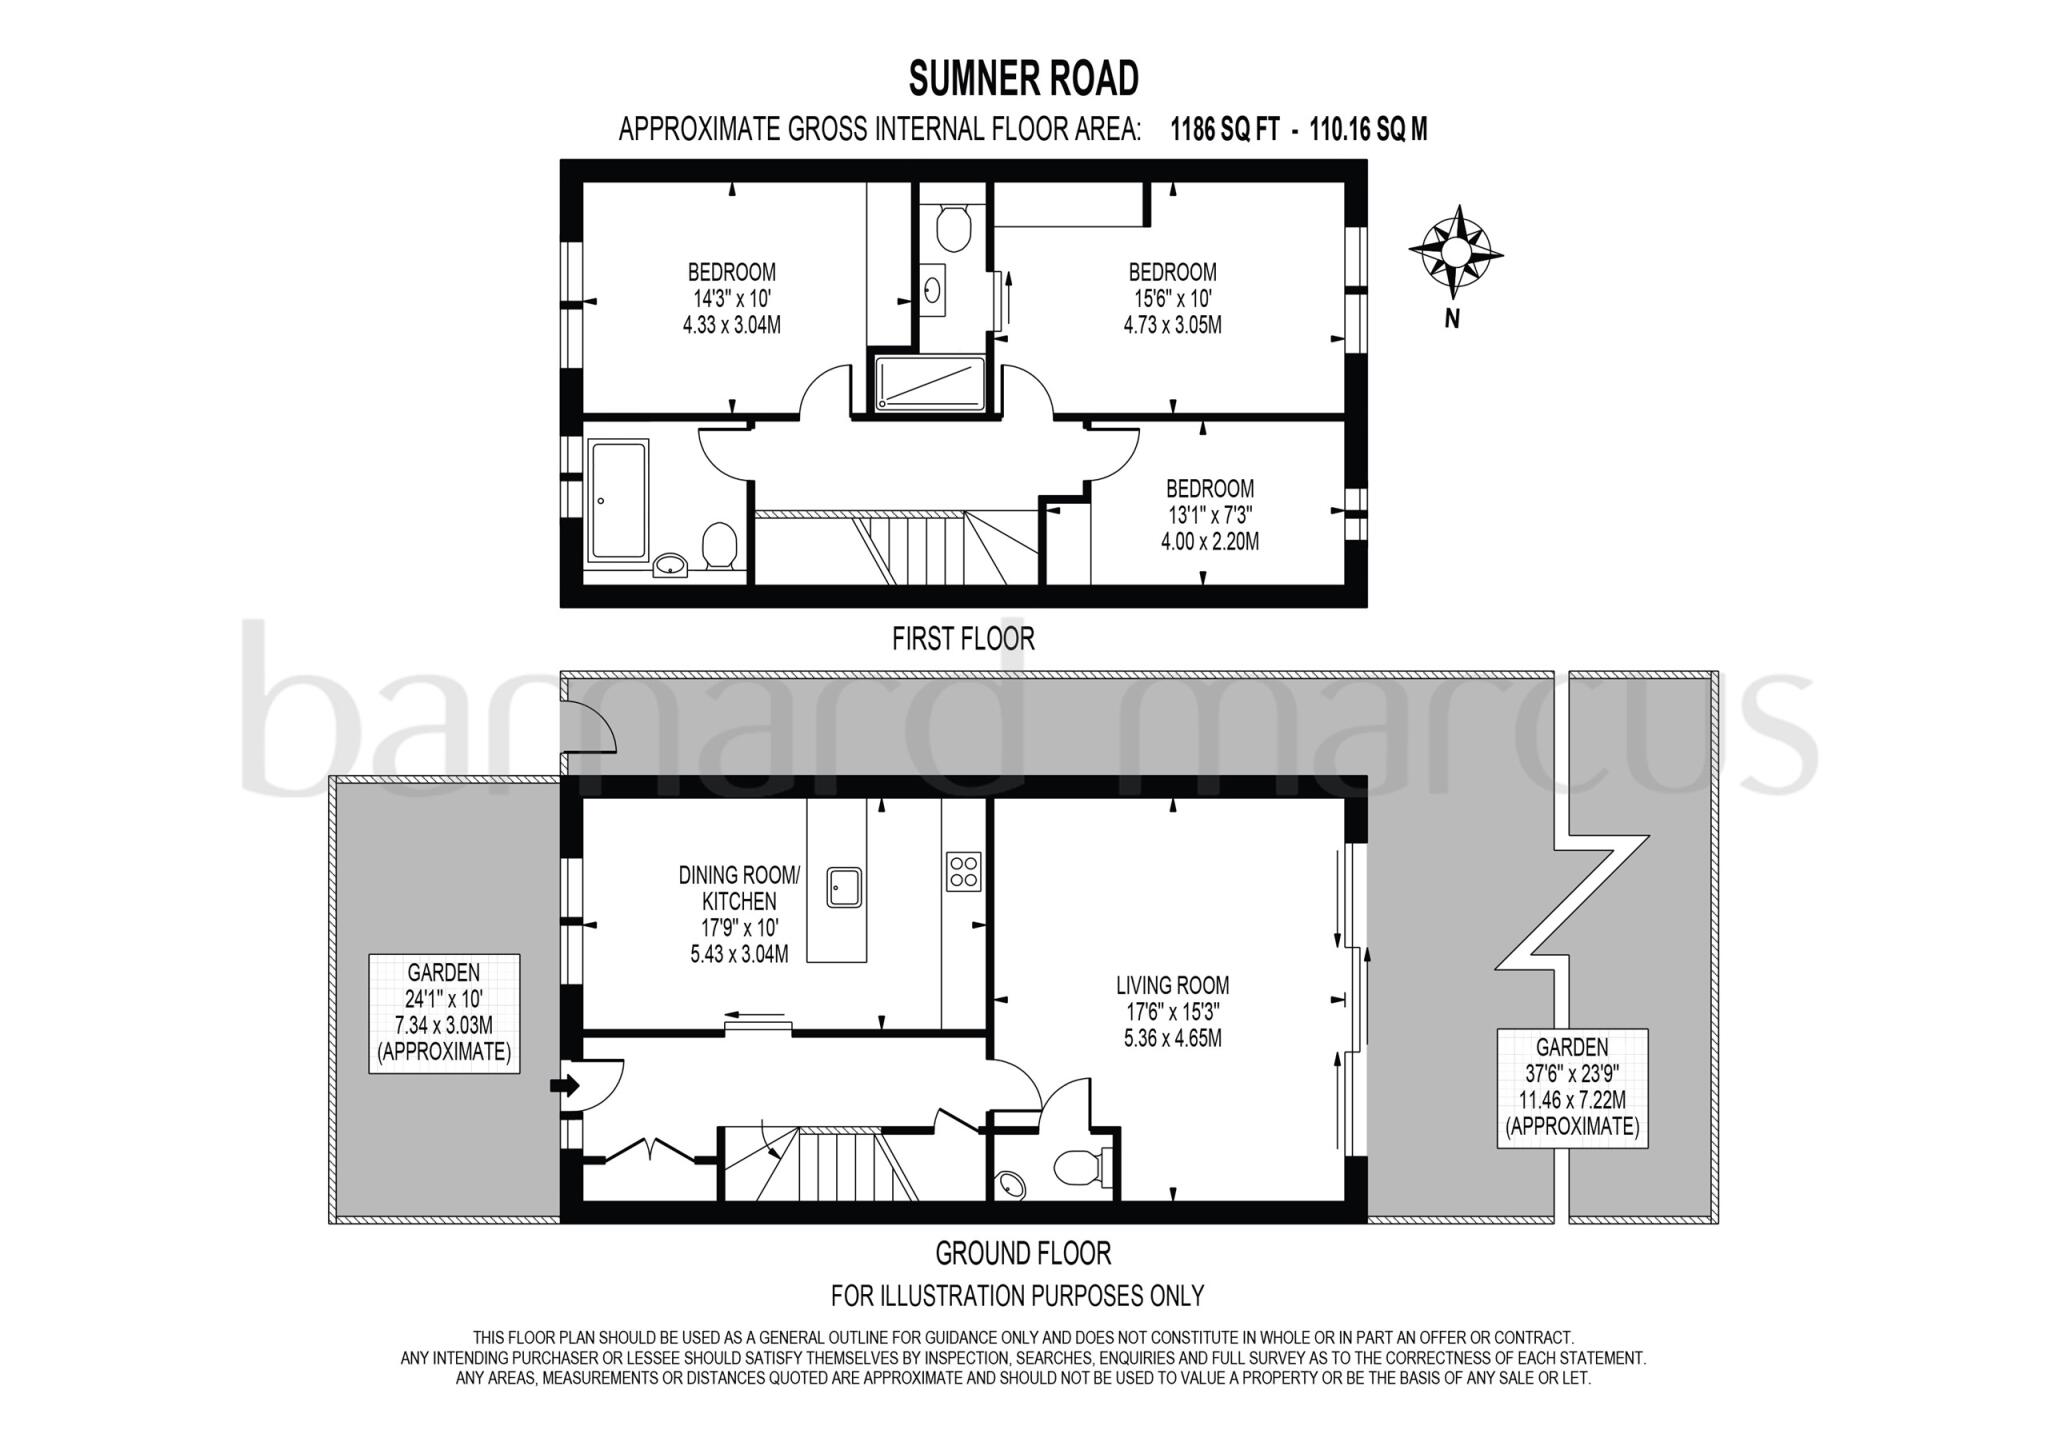 SUMNER ROAD
APPROXIMATE GROSS INTERNAL FLOOR AREA: 1186 SQ FT - 110.16 SQ M
BEDROOM
14'3" x 10'
4.33 x 3.04M
BEDROOM
15'6" x 10'
4.73 x 3.05M
N
BEDROOM
13'1" x 7'3"
4.00 x 2.20M
FIRST FLOOR
barnard marcus
DINING ROOM/
KITCHEN
17'9" x 10'
5.43 x 3.04M
GARDEN
24'1" x 10'
7.34 x 3.03M
(APPROXIMATE)
LIVING ROOM
17'6" x 15'3"
5.36 x 4.65M
GARDEN
37'6" x 23'9"
11.46 x 7.22M
(APPROXIMATE)
GROUND FLOOR
FOR ILLUSTRATION PURPOSES ONLY
THIS FLOOR PLAN SHOULD BE USED AS A GENERAL OUTLINE FOR GUIDANCE ONLY AND DOES NOT CONSTITUTE IN WHOLE OR IN PART AN OFFER OR CONTRACT.
ANY INTENDING PURCHASER OR LESSEE SHOULD SATISFY THEMSELVES BY INSPECTION, SEARCHES, ENQUIRIES AND FULL SURVEY AS TO THE CORRECTNESS OF EACH STATEMENT.
ANY AREAS, MEASUREMENTS OR DISTANCES QUOTED ARE APPROXIMATE AND SHOULD NOT BE USED TO VALUE A PROPERTY OR BE THE BASIS OF ANY SALE OR LET.